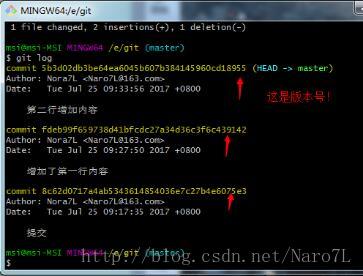 MINGW64:/e/git
1 file changed, 2 insertions(+), 1 deletion(-)
msi@msi-MSI MINGW64 /e/git (master)
$ git log
commit 5b3d02db3be64ea6045b607b384145960cd18955 (HEAD -> master)
Author: Nora7L <Naro7L@163.com>
Date: Tue Jul 25 09:33:56 2017 +0800
这是版本号!
第二行增加内容
commit fdeb99f659738d41bfcdc27a34d36c3f6c439142
Author: Nora7L <Naro7L@163.com>
Date: Tue Jul 25 09:27:50 2017 +0800
增加了第一行内容
commit 8c62d0717a4ab5343614854036e7c27b4e6075e3
Author: Nora7L <Naro7L@163.com>
Date: Tue Jul 25 09:17:35 2017 +0800
提交
msi@msi-MSI MINGW64 /e/git (master)
$
http://blog.csdn.net/Naro7L